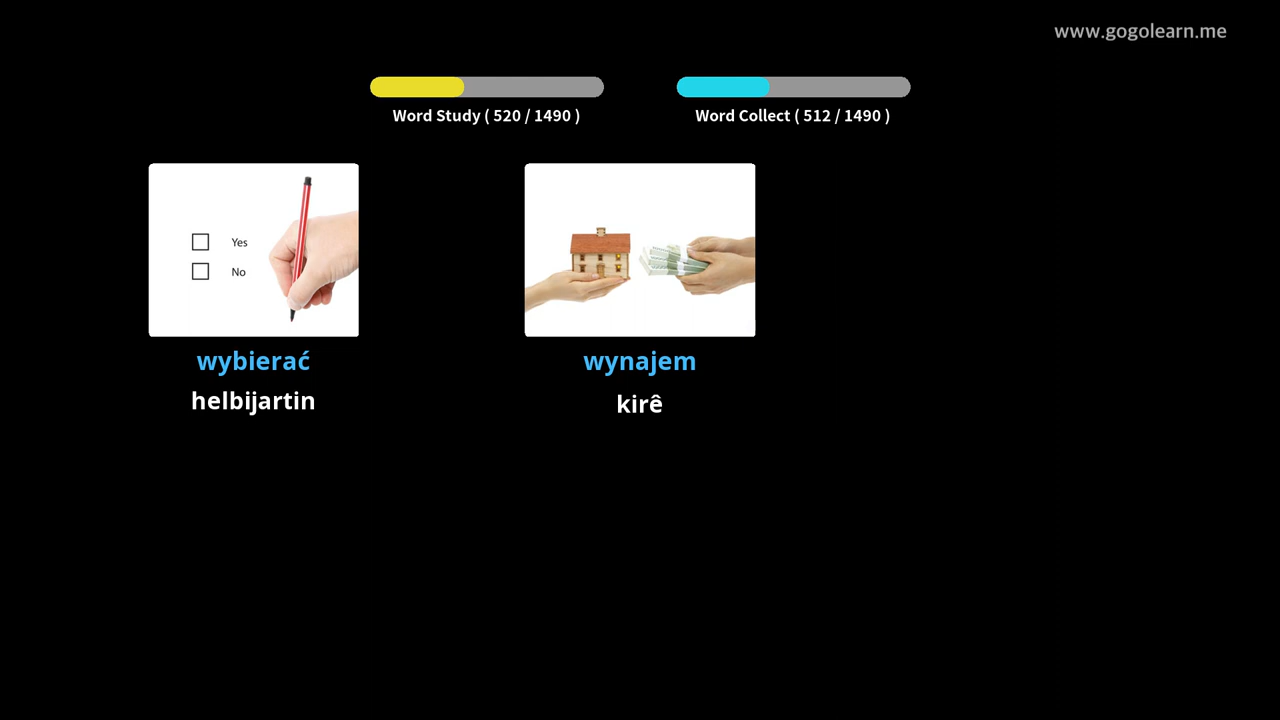 www.gogolearn.me
Word Study ( 520 / 1490 )
Word Collect ( 512 / 1490 )
Yes
No
wybierać
helbijartin
wynajem
kirê